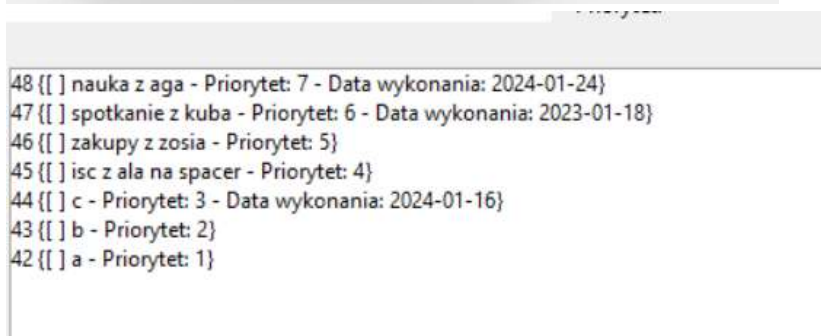 48 {[ ] nauka z aga - Priorytet: 7 - Data wykonania: 2024-01-24}
47 {[ ] spotkanie z kuba - Priorytet: 6 - Data wykonania: 2023-01-18}
46 {[ ] zakupy z zosia - Priorytet: 5}
45 {[ ] isc z ala na spacer - Priorytet: 4}
44 {[ ] c - Priorytet: 3 - Data wykonania: 2024-01-16}
43 {[ ] b - Priorytet: 2}
42 {[ ] a - Priorytet: 1}